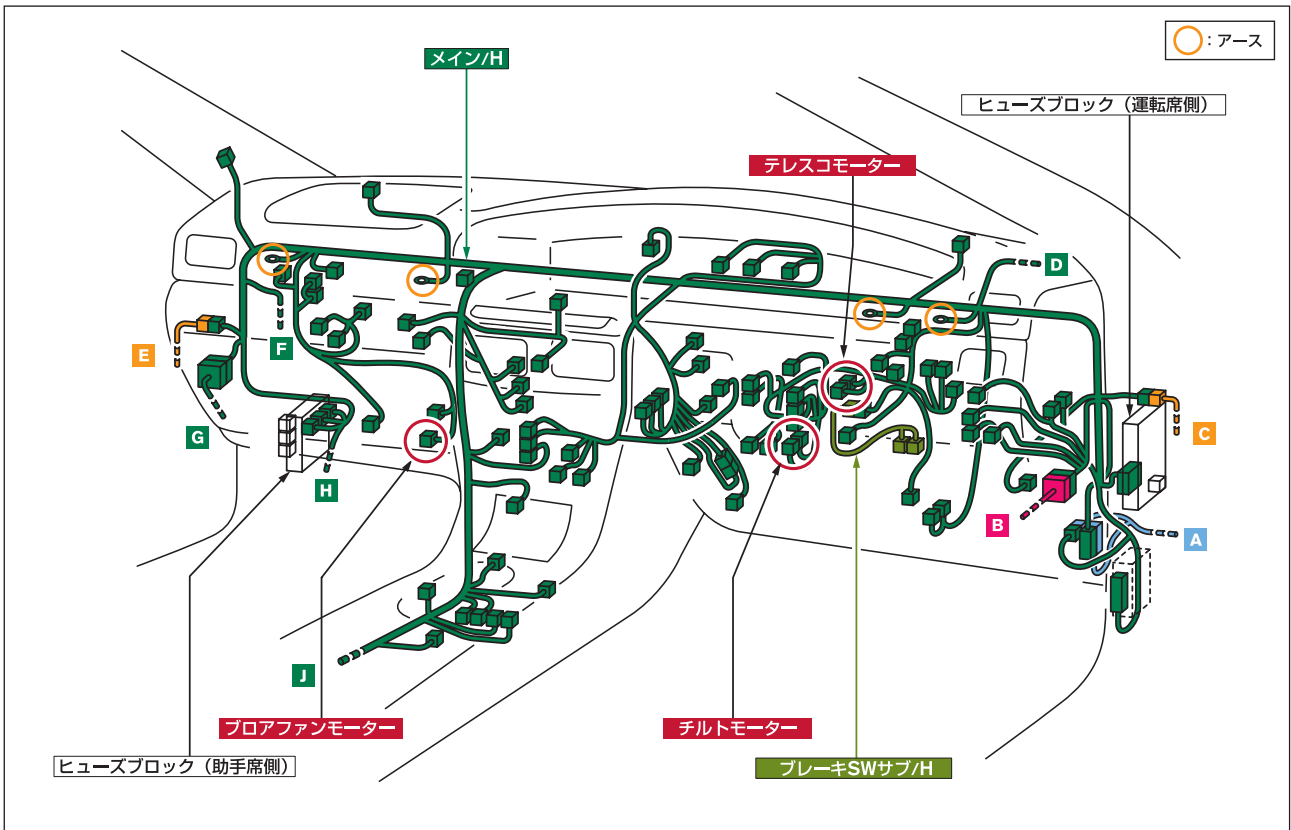 メイン/H
：アース
ヒューズブロック（運転席側）
テレスコモーター
D
E
F
G
H
C
B
A
J
ブロアファンモーター
チルトモーター
ヒューズブロック（助手席側）
ブレーキSWサブ/H